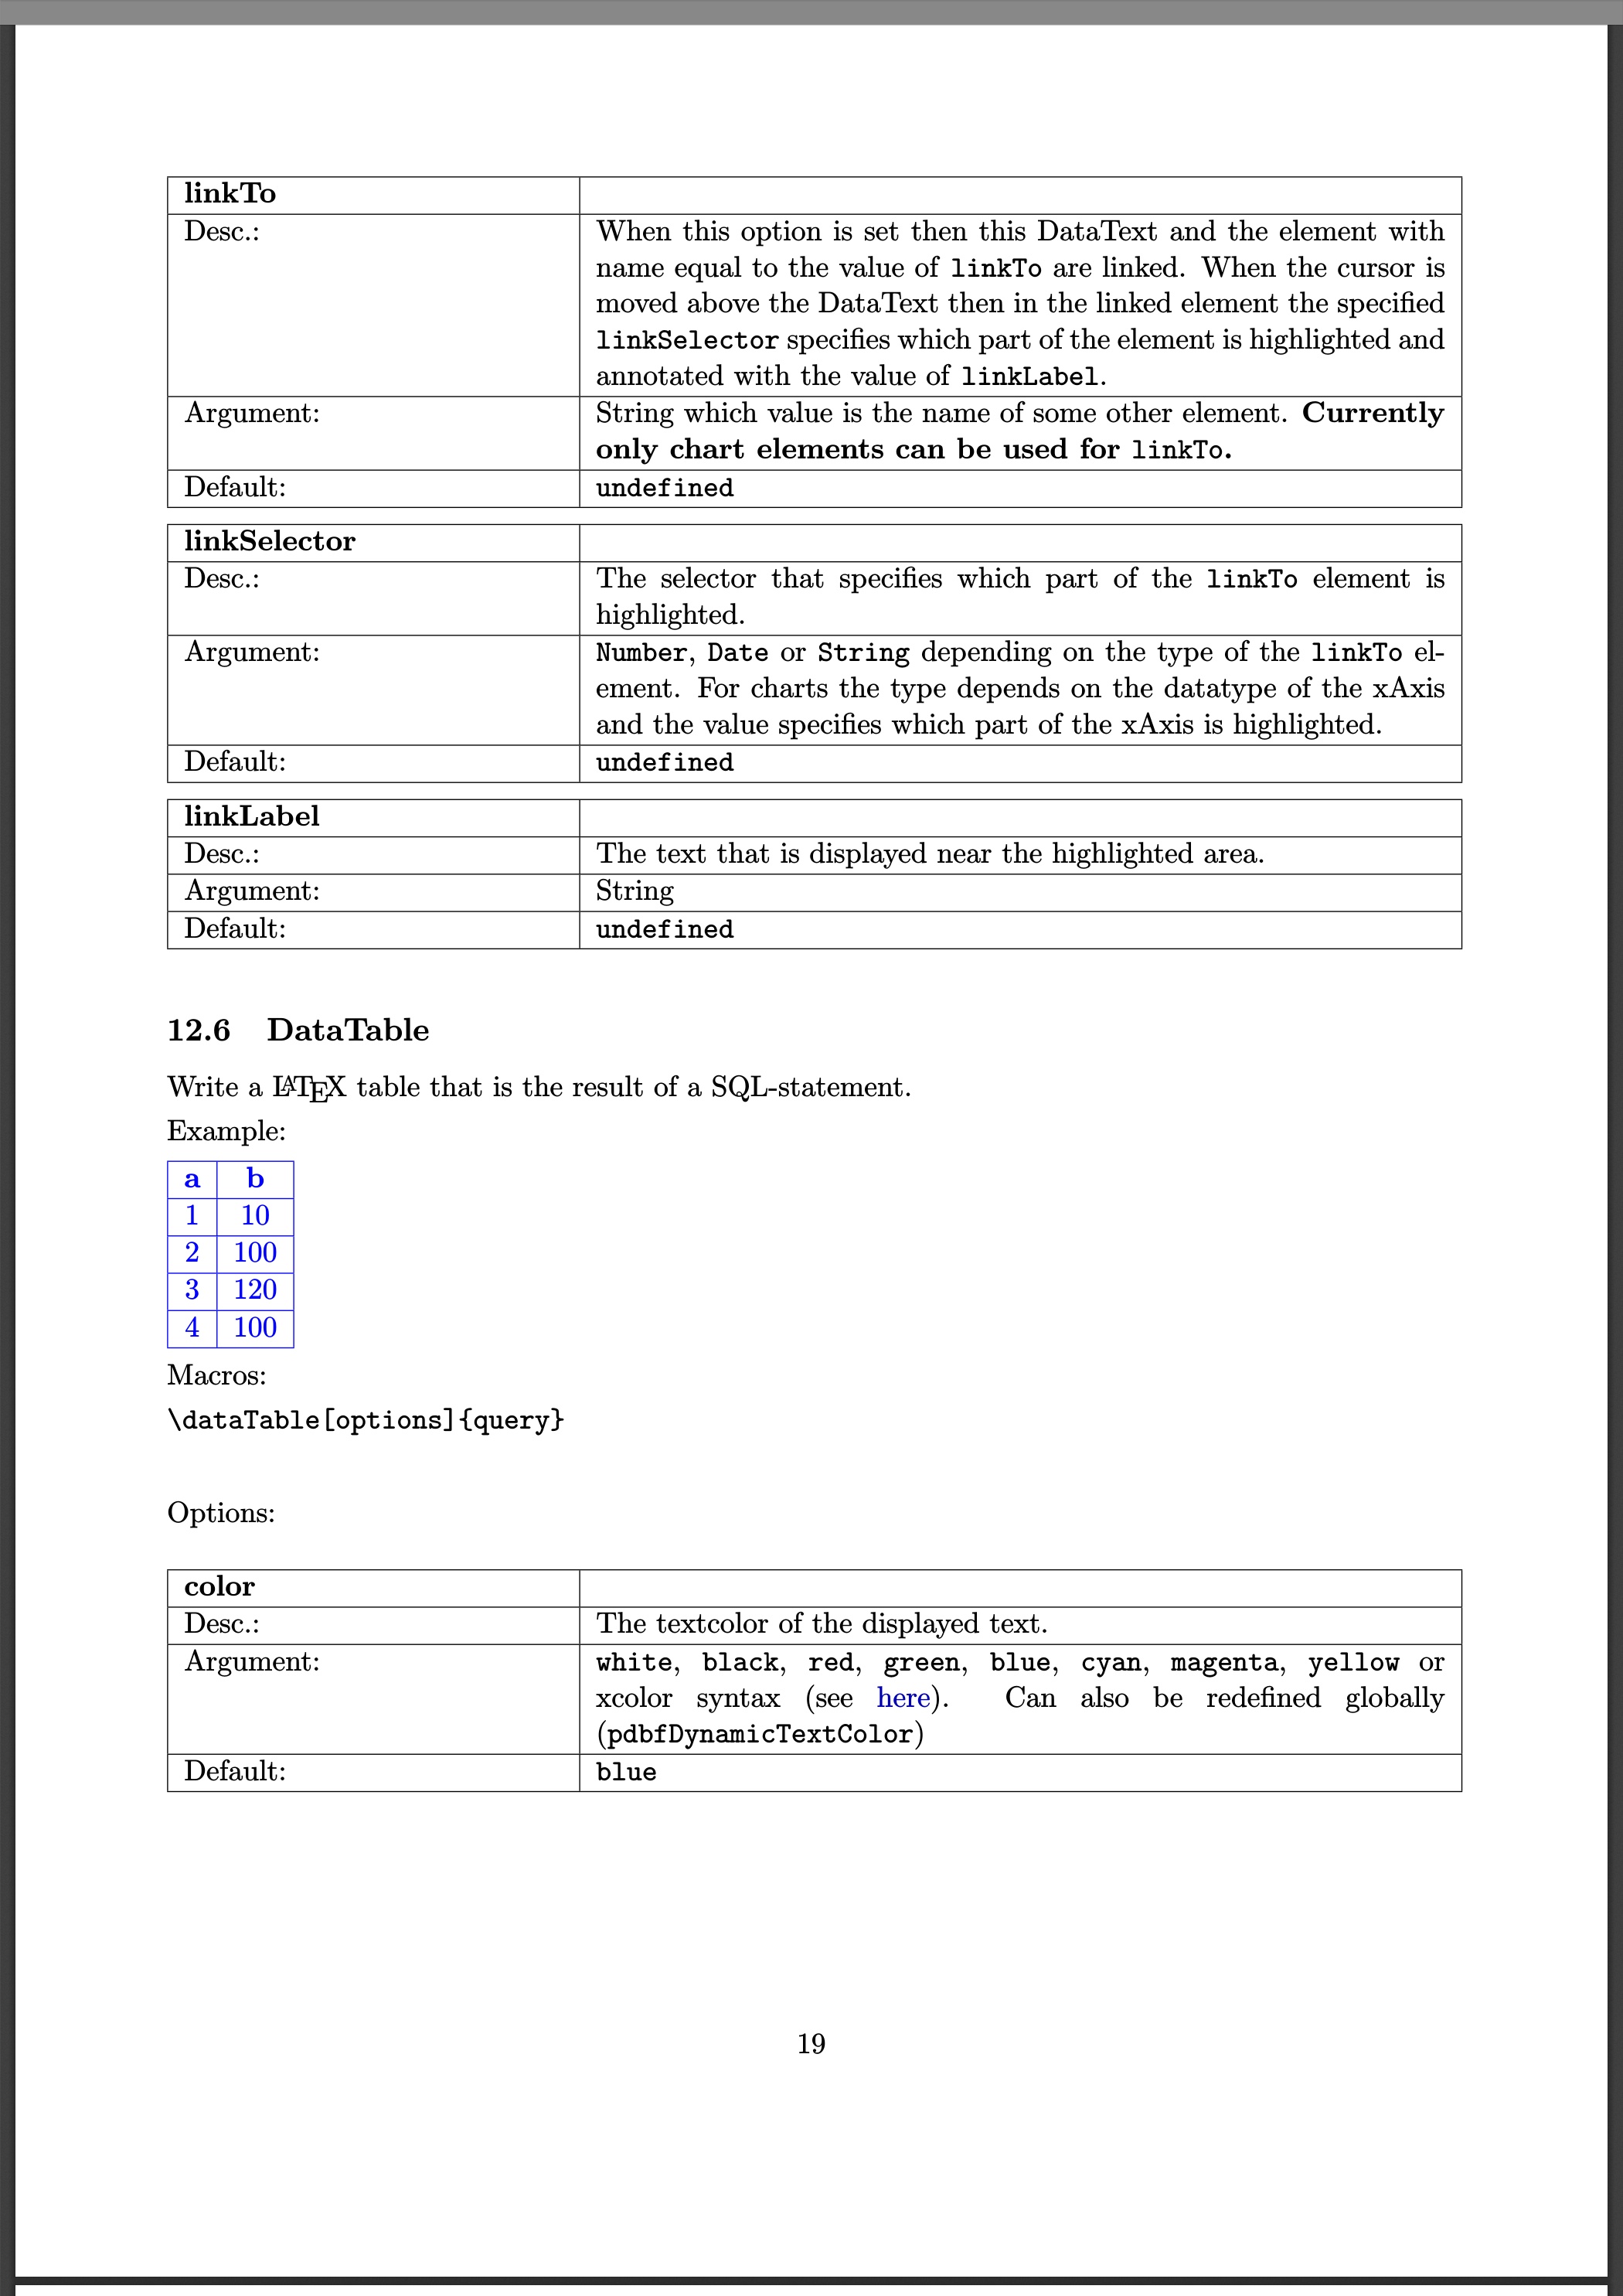 linkTo
Desc.: When this option is set then this DataText and the element with
name equal to the value of linkTo are linked. When the cursor is
moved above the DataText then in the linked element the specified
linkSelector specifies which part of the element is highlighted and
annotated with the value of linkLabel.
Argument: String which value is the name of some other element. Currently
only chart elements can be used for linkTo.
Default: undefined
linkSelector
Desc.: The selector that specifies which part of the linkTo element is
highlighted.
Argument: Number, Date or String depending on the type of the linkTo el-
ement. For charts the type depends on the datatype of the xAxis
and the value specifies which part of the xAxis is highlighted.
Default: undefined
linkLabel
Desc.: The text that is displayed near the highlighted area.
Argument: String
Default: undefined
12.6 DataTable
Write a LATEX table that is the result of a SQL-statement.
Example:
a b
1 10
2 100
3 120
4 100
Macros:
\dataTable[options]{query}
Options:
color
Desc.: The textcolor of the displayed text.
Argument: white, black, red, green, blue, cyan, magenta, yellow or
xcolor syntax (see here). Can also be redefined globally
(pdbfDynamicTextColor)
Default: blue
19